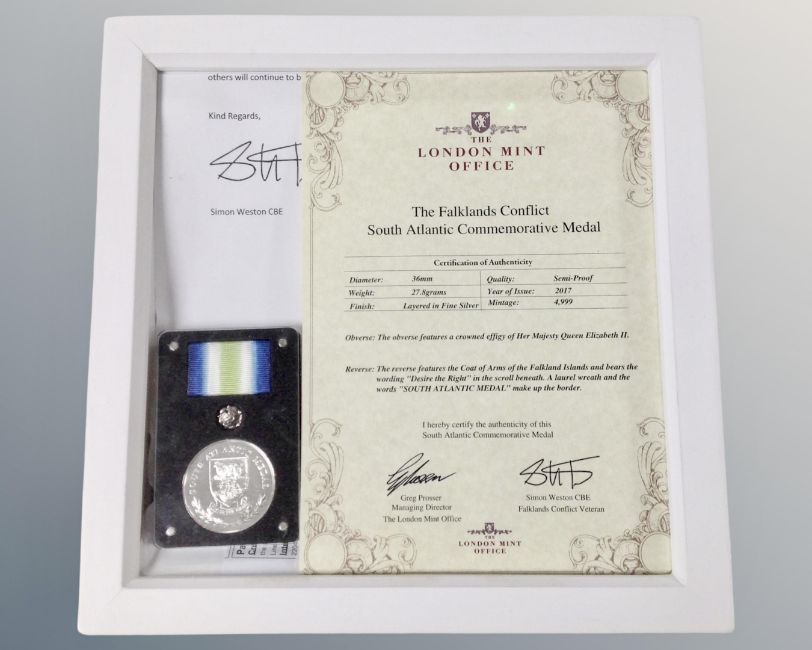 others will continue to b
Kind Regards,
Simon Weston CBE
SOUTH ATLANTIC MEDAL
THE
LONDON MINT
OFFICE
The Falklands Conflict
South Atlantic Commemorative Medal
Certification of Authenticity
Diameter: 36mm Quality: Semi-Proof
Weight: 27.8grams Year of Issue: 2017
Finish: Layered in Fine Silver Mintage: 4,999
Obverse: The obverse features a crowned effigy of Her Majesty Queen Elizabeth II.
Reverse: The reverse features the Coat of Arms of the Falkland Islands and bears the
wording "Desire the Right" in the scroll beneath. A laurel wreath and the
words "SOUTH ATLANTIC MEDAL" make up the border.
I hereby certify the authenticity of this
South Atlantic Commemorative Medal
Greg Prosser
Managing Director
The London Mint Office
Simon Weston CBE
Falklands Conflict Veteran
THE
LONDON MINT
OFFICE